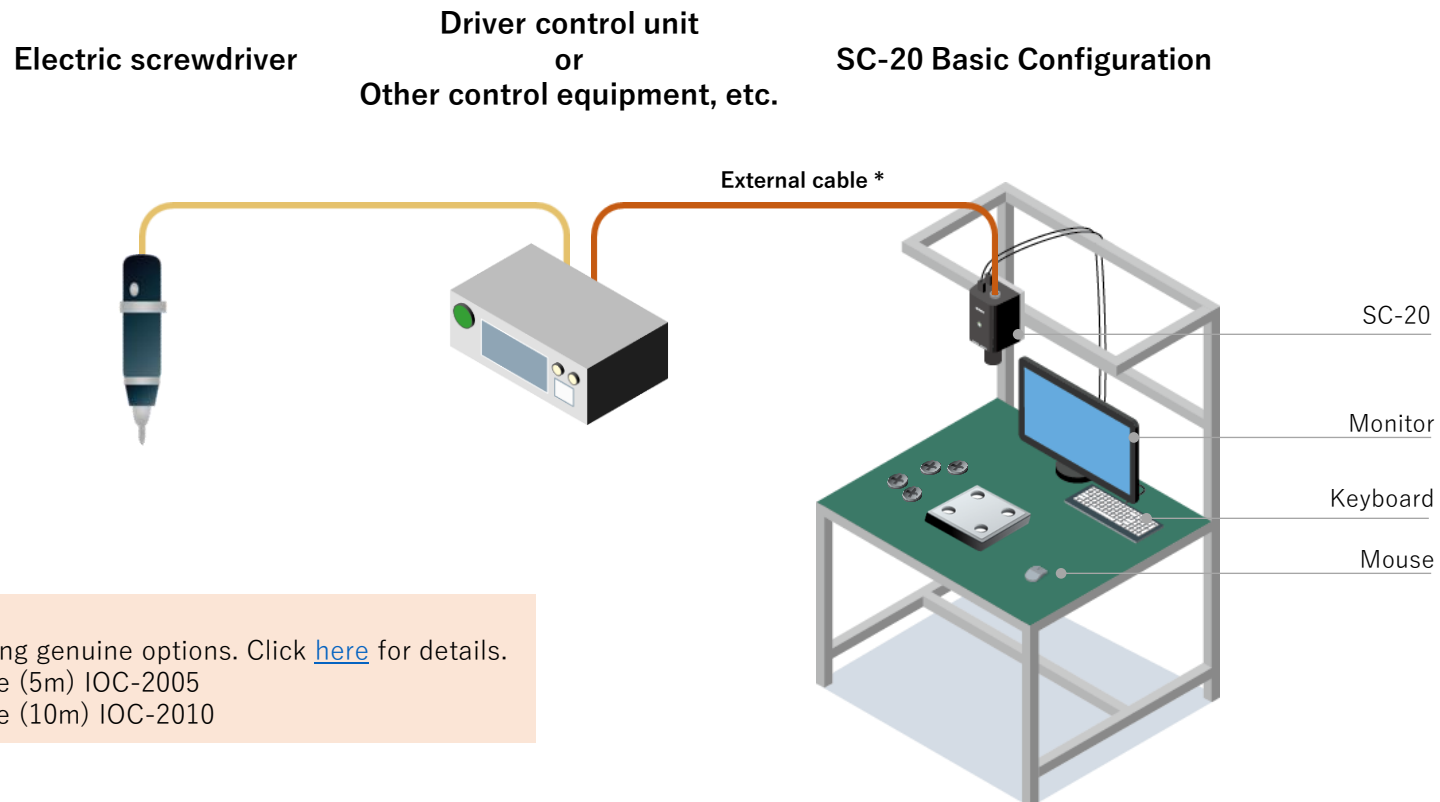 Electric screwdriver
Driver control unit
or
Other control equipment, etc.
SC-20 Basic Configuration
External cable *
SC-20
Monitor
Keyboard
Mouse
ng genuine options. Click here for details.
e (5m) IOC-2005
e (10m) IOC-2010